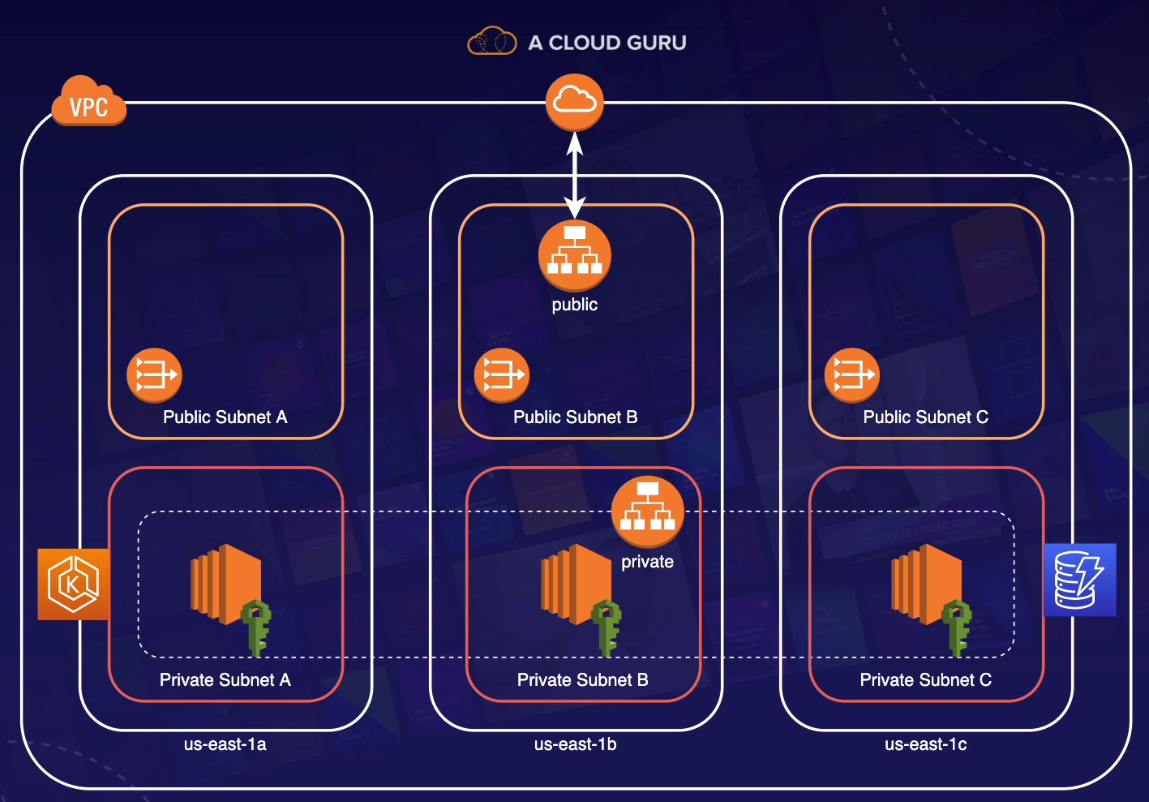 A CLOUD GURU
VPC
public
Public Subnet A
Public Subnet B
Public Subnet C
private
K
Private Subnet A
Private Subnet B
Private Subnet C
us-east-1a
us-east-1b
us-east-1c